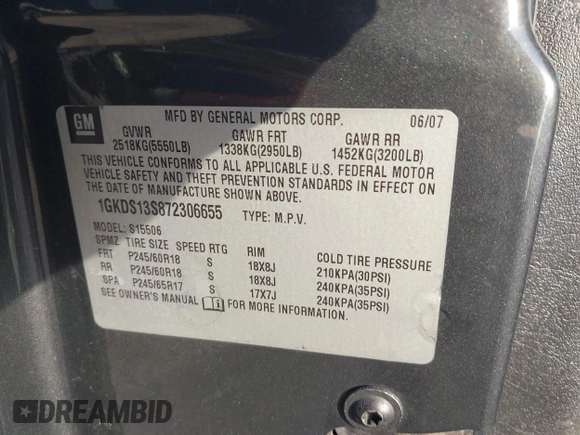 GM
MFD BY GENERAL MOTORS CORP. 06/07
GVWR GAWR FRT GAWR RR
2518KG(5550LB) 1338KG(2950LB) 1452KG(3200LB)
THIS VEHICLE CONFORMS TO ALL APPLICABLE U.S. FEDERAL MOTOR
VEHICLE SAFETY AND THEFT PREVENTION STANDARDS IN EFFECT ON
THE DATE OF MANUFACTURE SHOWN ABOVE.
1GKDS13S872306655 TYPE: M.P.V.
MODEL: S15506
SPMZ TIRE SIZE SPEED RTG RIM COLD TIRE PRESSURE
FRT P245/60R18 S 18X8J 210KPA(30PSI)
RR P245/60R18 S 18X8J 240KPA(35PSI)
SPA P245/65R17 S 17X7J 240KPA(35PSI)
SEE OWNER'S MANUAL FOR MORE INFORMATION.
DREAMBID